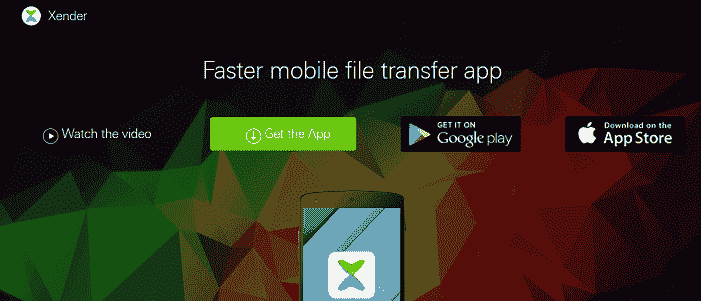 Xender
Faster mobile file transfer app
Watch the video
Get the App
GET IT ON
Google play
Download on the
App Store